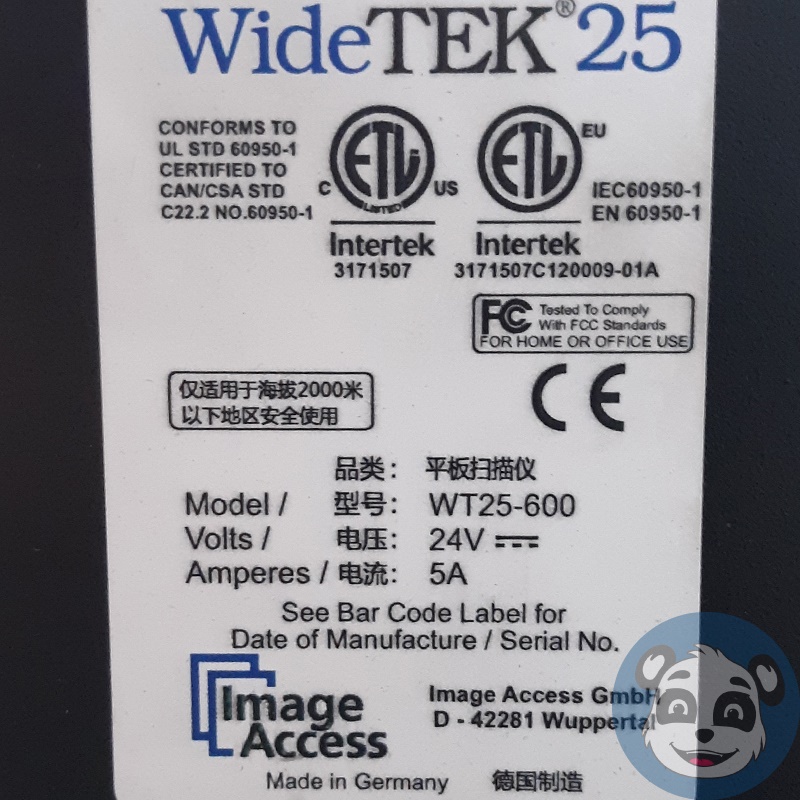 WideTEK® 25
CONFORMS TO
UL STD 60950-1
CERTIFIED TO
CAN/CSA STD
C22.2 NO.60950-1
C ETL US
LISTED
Intertek
3171507
ETL EU
IEC60950-1
EN 60950-1
Intertek
3171507C120009-01A
FC Tested To Comply
With FCC Standards
FOR HOME OR OFFICE USE
仅适用于海拔2000米
以下地区安全使用
CE
品类： 平板扫描仪
Model / 型号： WT25-600
Volts / 电压： 24V
Amperes / 电流： 5A
See Bar Code Label for
Date of Manufacture / Serial No.
Image
Access
Image Access GmbH
D - 42281 Wuppertal
Made in Germany 德国制造